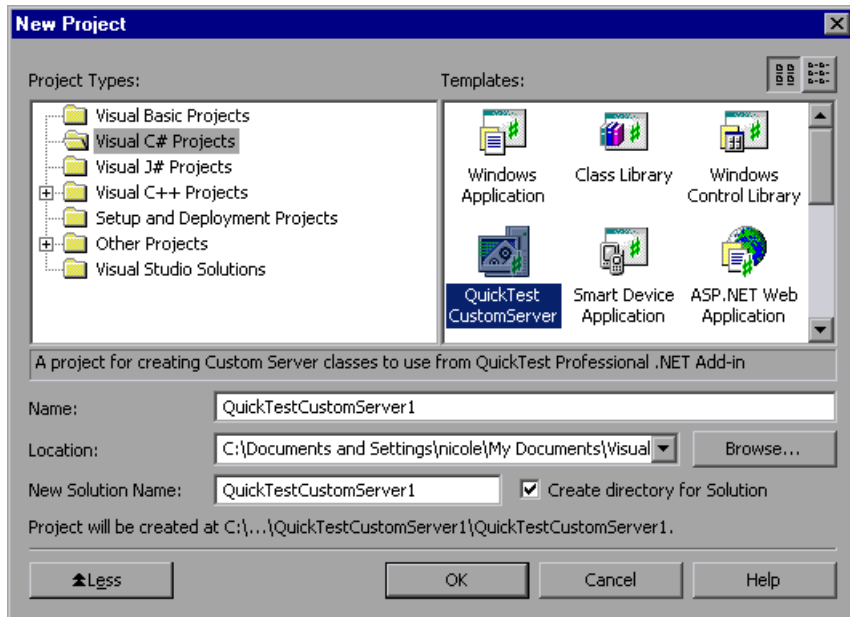 New Project
Project Types:
Templates:
Visual Basic Projects
Visual C# Projects
Visual J# Projects
Visual C++ Projects
Setup and Deployment Projects
Other Projects
Visual Studio Solutions
Windows Application
Class Library
Windows Control Library
QuickTest CustomServer
Smart Device Application
ASP.NET Web Application
A project for creating Custom Server classes to use from QuickTest Professional .NET Add-in
Name:
QuickTestCustomServer1
Location:
C:\Documents and Settings\nicole\My Documents\Visual
Browse...
New Solution Name:
QuickTestCustomServer1
Create directory for Solution
Project will be created at C:\...\QuickTestCustomServer1\QuickTestCustomServer1.
Less
OK
Cancel
Help